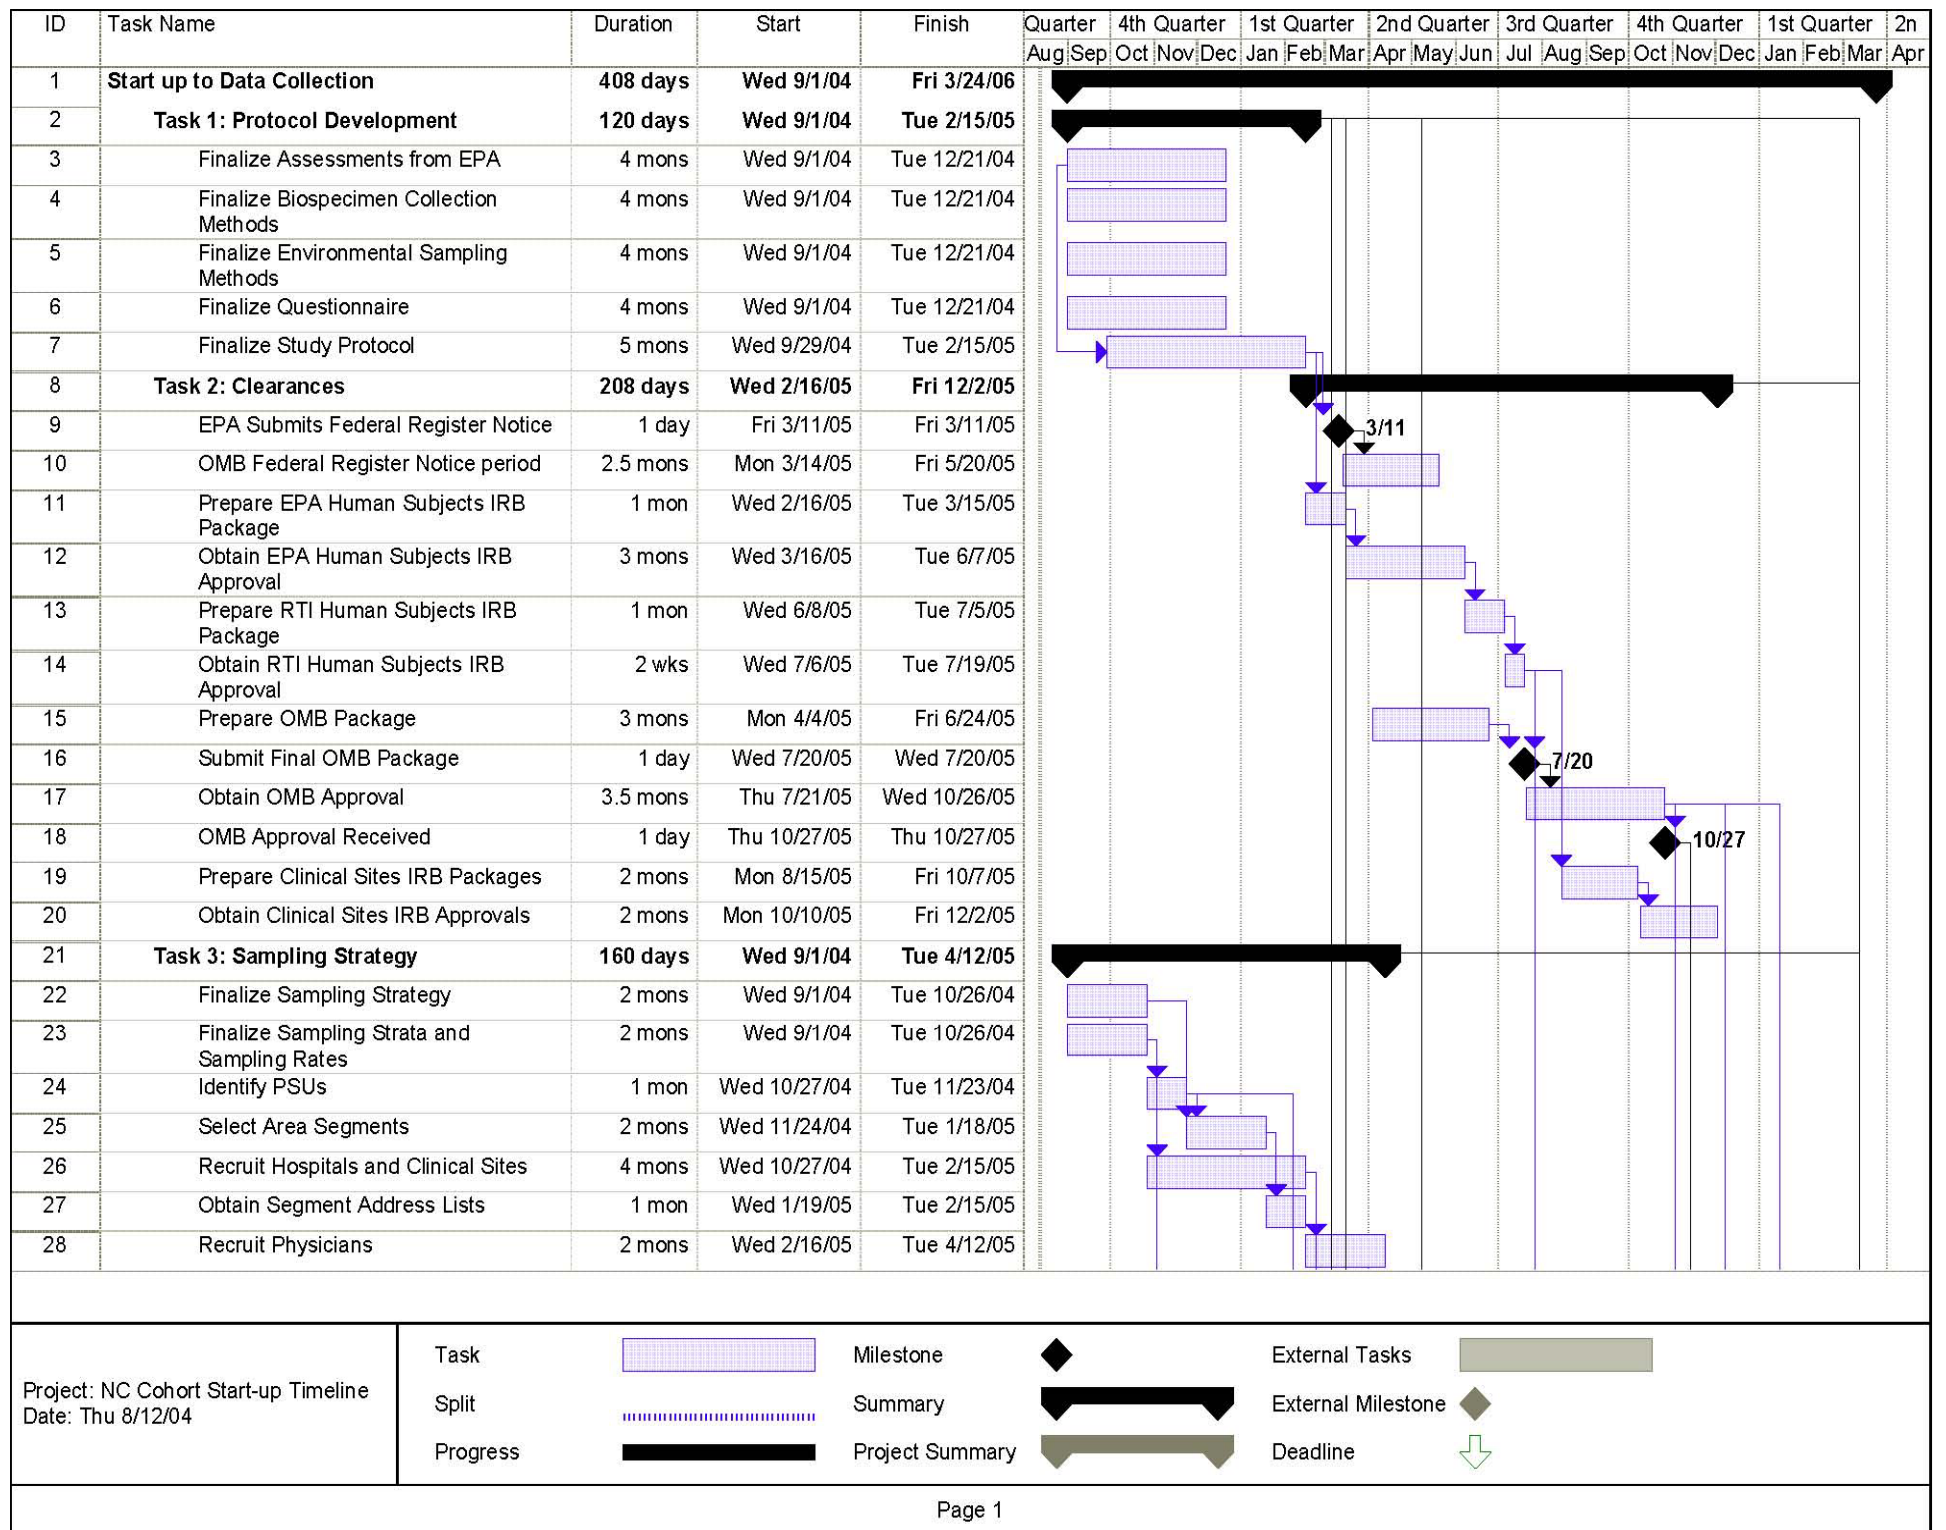 ID Task Name Duration Start Finish Quarter 4th Quarter 1st Quarter 2nd Quarter 3rd Quarter 4th Quarter 1st Quarter 2n
Aug Sep Oct Nov Dec Jan Feb Mar Apr May Jun Jul Aug Sep Oct Nov Dec Jan Feb Mar Apr
1 Start up to Data Collection 408 days Wed 9/1/04 Fri 3/24/06
2 Task 1: Protocol Development 120 days Wed 9/1/04 Tue 2/15/05
3 Finalize Assessments from EPA 4 mons Wed 9/1/04 Tue 12/21/04
4 Finalize Biospecimen Collection 4 mons Wed 9/1/04 Tue 12/21/04
Methods
5 Finalize Environmental Sampling 4 mons Wed 9/1/04 Tue 12/21/04
Methods
6 Finalize Questionnaire 4 mons Wed 9/1/04 Tue 12/21/04
7 Finalize Study Protocol 5 mons Wed 9/29/04 Tue 2/15/05
8 Task 2: Clearances 208 days Wed 2/16/05 Fri 12/2/05
9 EPA Submits Federal Register Notice 1 day Fri 3/11/05 Fri 3/11/05 3/11
10 OMB Federal Register Notice period 2.5 mons Mon 3/14/05 Fri 5/20/05
11 Prepare EPA Human Subjects IRB 1 mon Wed 2/16/05 Tue 3/15/05
Package
12 Obtain EPA Human Subjects IRB 3 mons Wed 3/16/05 Tue 6/7/05
Approval
13 Prepare RTI Human Subjects IRB 1 mon Wed 6/8/05 Tue 7/5/05
Package
14 Obtain RTI Human Subjects IRB 2 wks Wed 7/6/05 Tue 7/19/05
Approval
15 Prepare OMB Package 3 mons Mon 4/4/05 Fri 6/24/05
16 Submit Final OMB Package 1 day Wed 7/20/05 Wed 7/20/05 7/20
17 Obtain OMB Approval 3.5 mons Thu 7/21/05 Wed 10/26/05
18 OMB Approval Received 1 day Thu 10/27/05 Thu 10/27/05 10/27
19 Prepare Clinical Sites IRB Packages 2 mons Mon 8/15/05 Fri 10/7/05
20 Obtain Clinical Sites IRB Approvals 2 mons Mon 10/10/05 Fri 12/2/05
21 Task 3: Sampling Strategy 160 days Wed 9/1/04 Tue 4/12/05
22 Finalize Sampling Strategy 2 mons Wed 9/1/04 Tue 10/26/04
23 Finalize Sampling Strata and 2 mons Wed 9/1/04 Tue 10/26/04
Sampling Rates
24 Identify PSUs 1 mon Wed 10/27/04 Tue 11/23/04
25 Select Area Segments 2 mons Wed 11/24/04 Tue 1/18/05
26 Recruit Hospitals and Clinical Sites 4 mons Wed 10/27/04 Tue 2/15/05
27 Obtain Segment Address Lists 1 mon Wed 1/19/05 Tue 2/15/05
28 Recruit Physicians 2 mons Wed 2/16/05 Tue 4/12/05
Project: NC Cohort Start-up Timeline
Date: Thu 8/12/04
Task Milestone External Tasks
Split Summary External Milestone
Progress Project Summary Deadline
Page 1